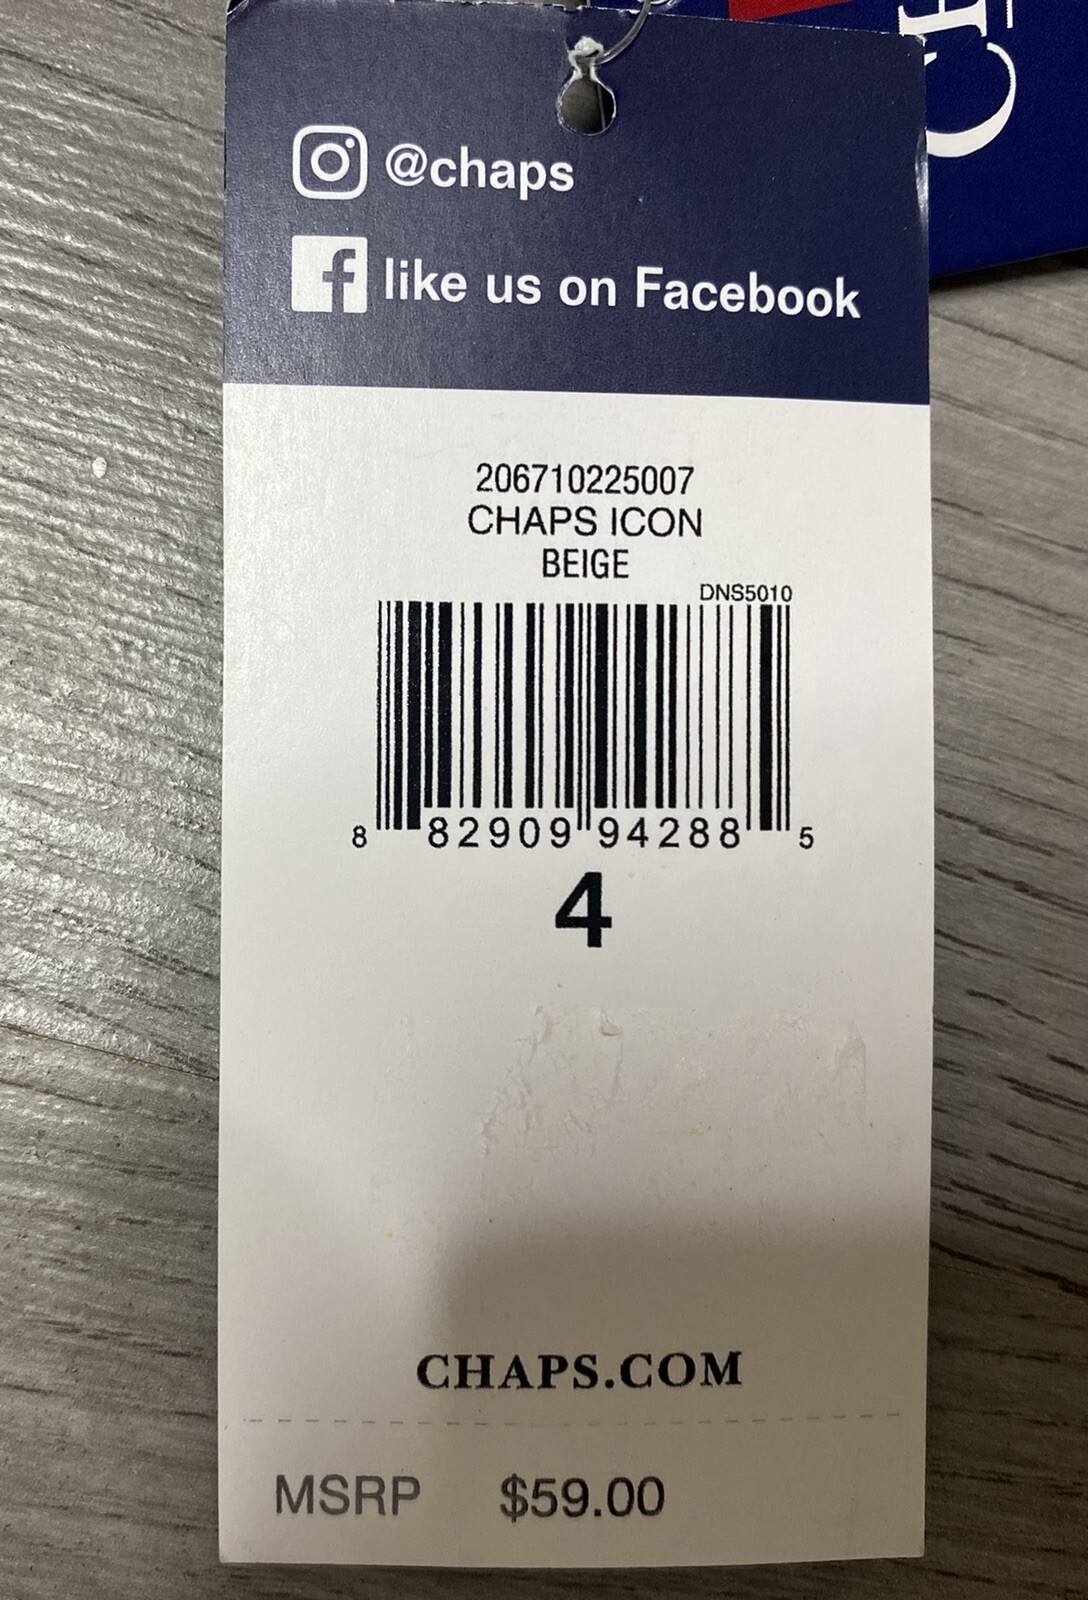 @chaps
like us on Facebook
206710225007
CHAPS ICON
BEIGE
DNS5010
8 82909 94288 5
4
CHAPS.COM
MSRP $59.00